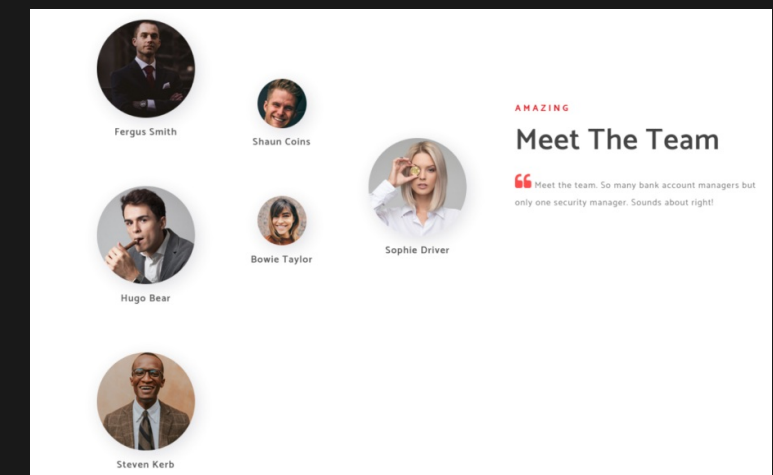 Fergus Smith
Shaun Coins
Hugo Bear
Bowie Taylor
Sophie Driver
Steven Kerb
AMAZING
Meet The Team
Meet the team. So many bank account managers but
only one security manager. Sounds about right!